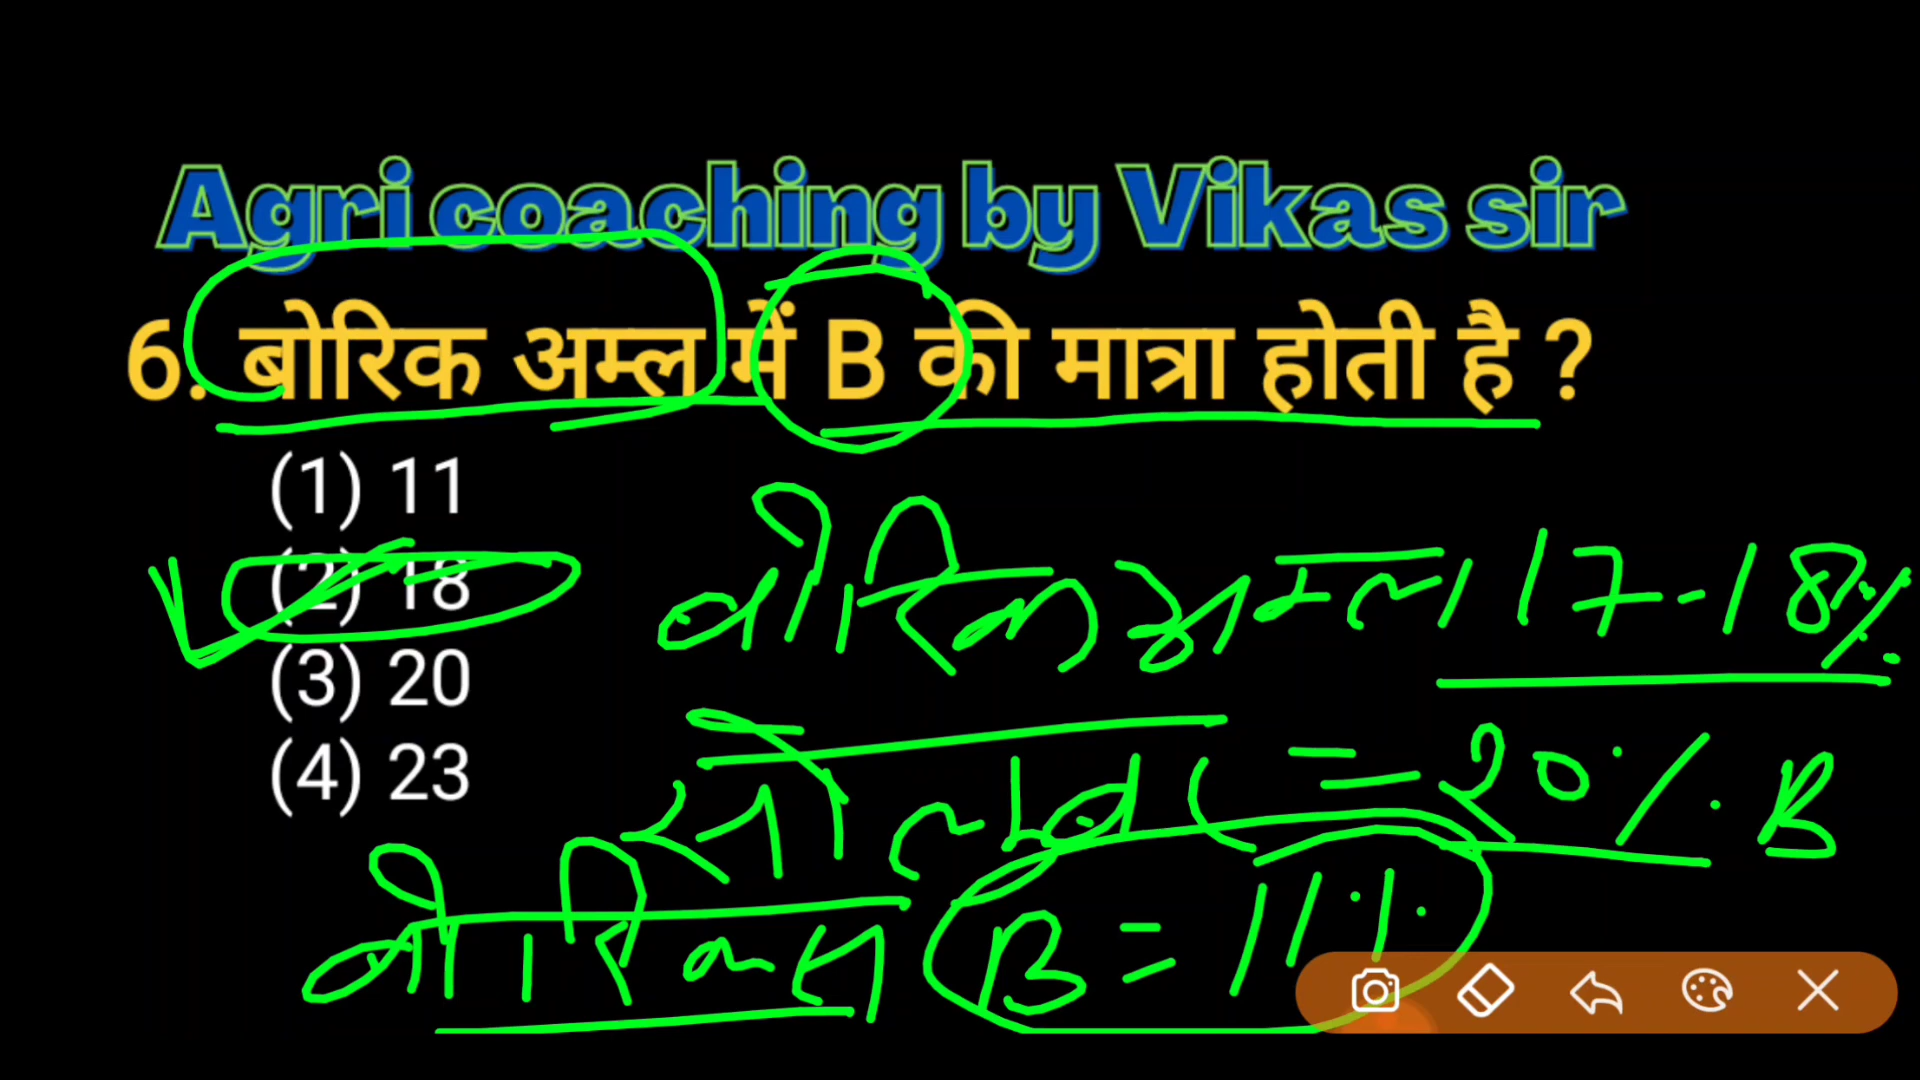 Agri coaching by Vikas sir
6. बोरिक अम्ल में B की मात्रा होती है ?
(1) 11
(2) 18
(3) 20
(4) 23
बोरिक अम्ल 17-18%
= 20% B
B = 11%